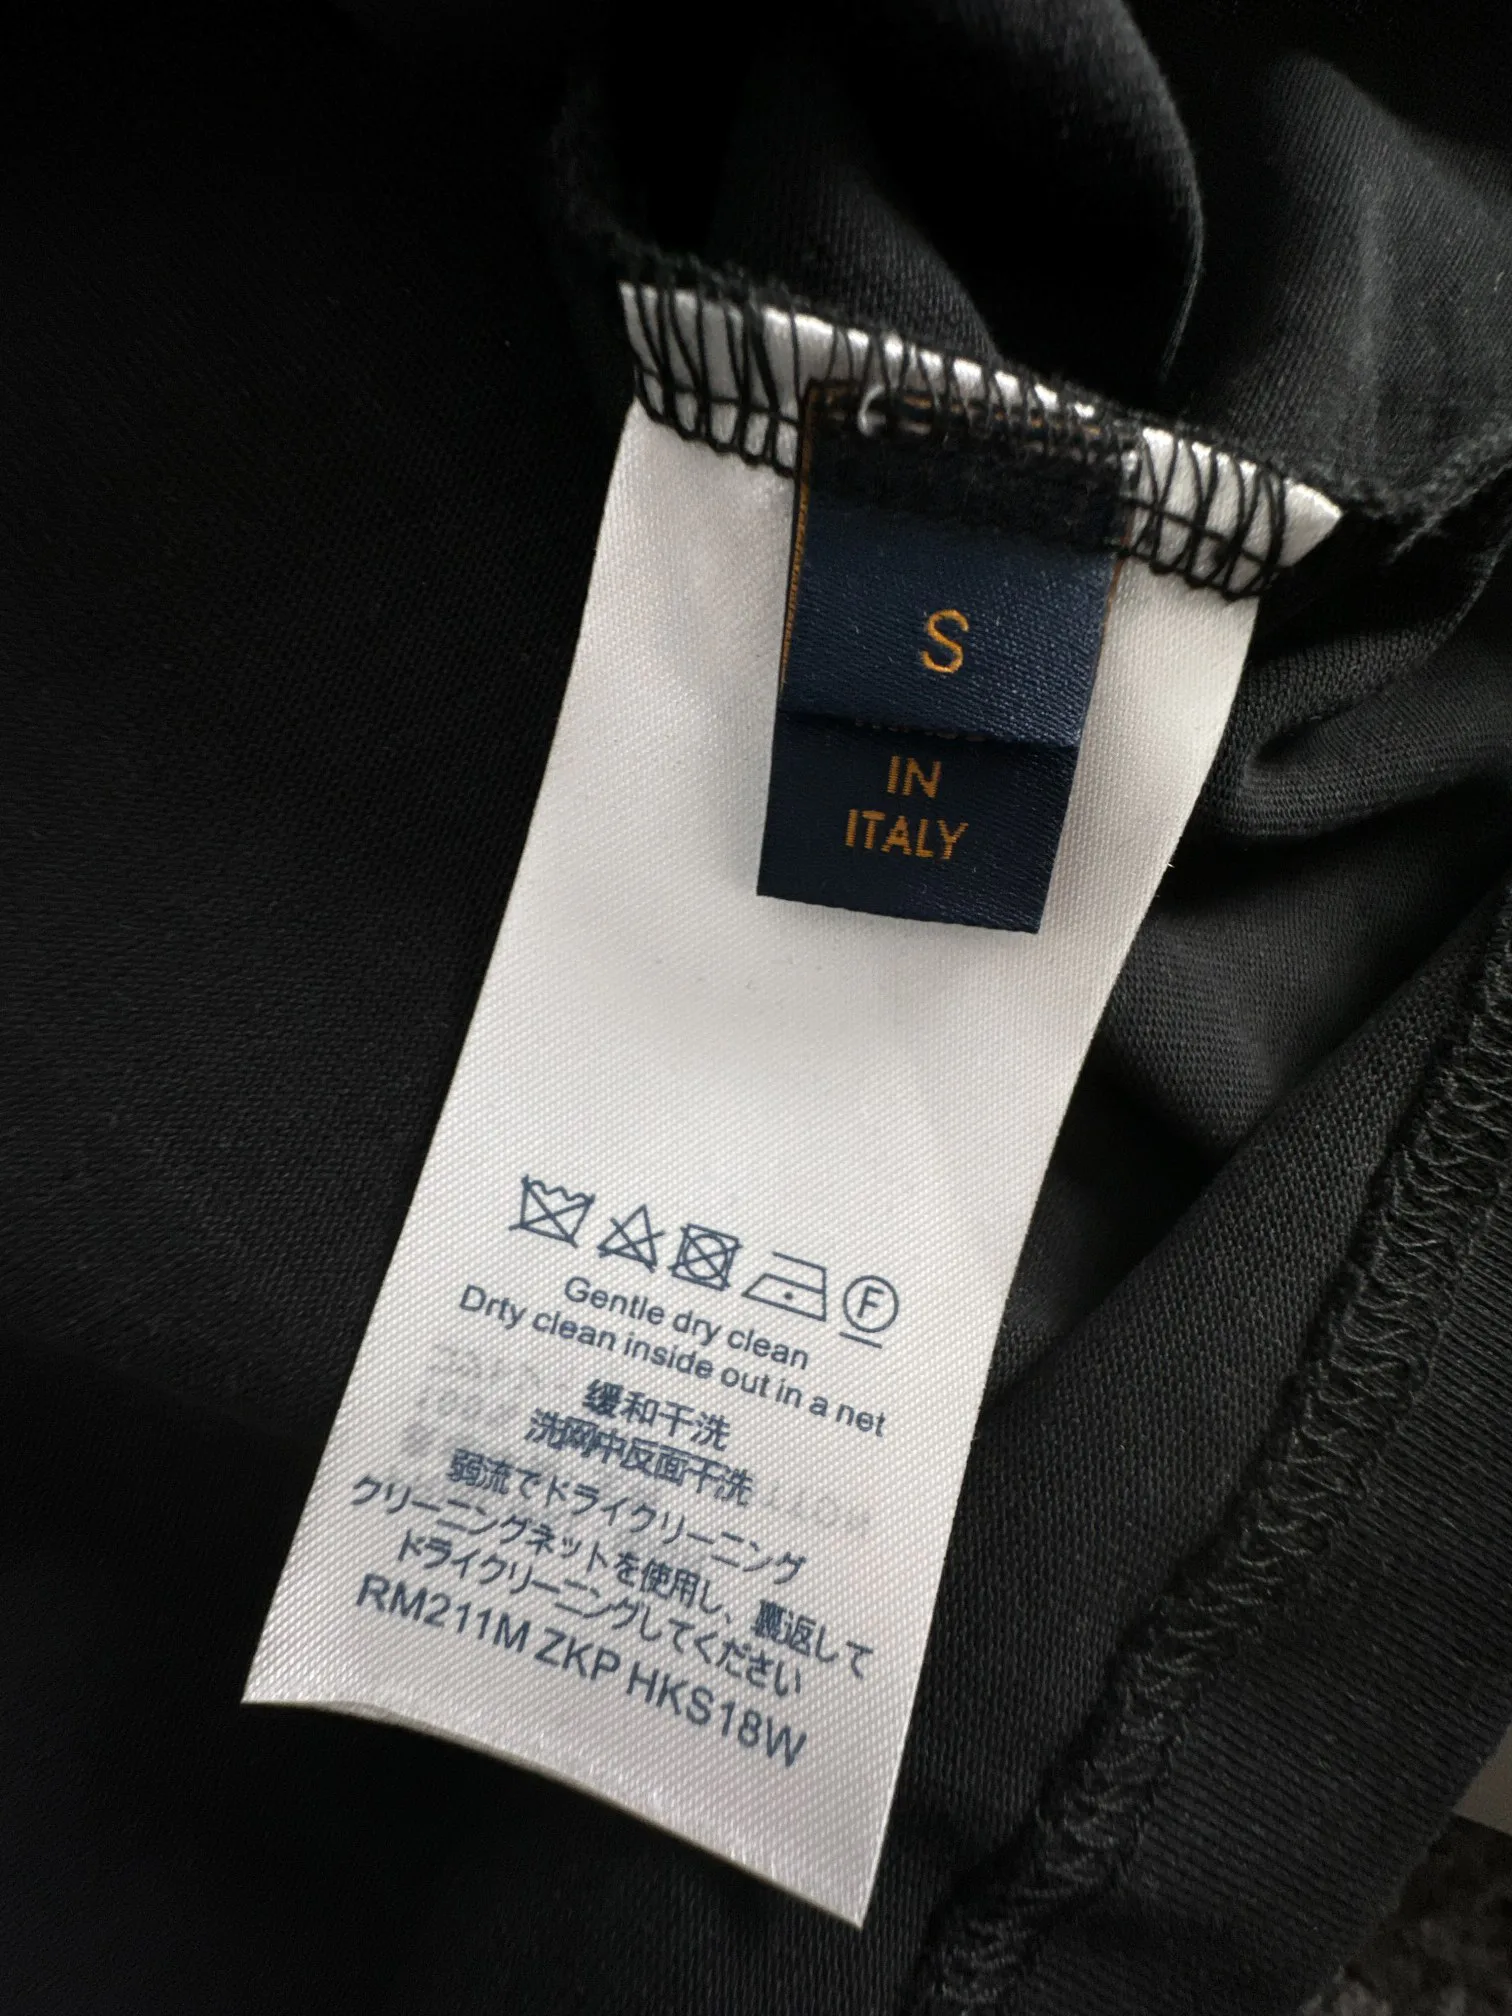 S
IN
ITALY
F
Gentle dry clean
Drty clean inside out in a net
缓和干洗
洗网中反面干洗
弱流でドライクリーニング
クリーニングネットを使用し、裏返して
ドライクリーニングしてください
RM211M ZKP HKS18W